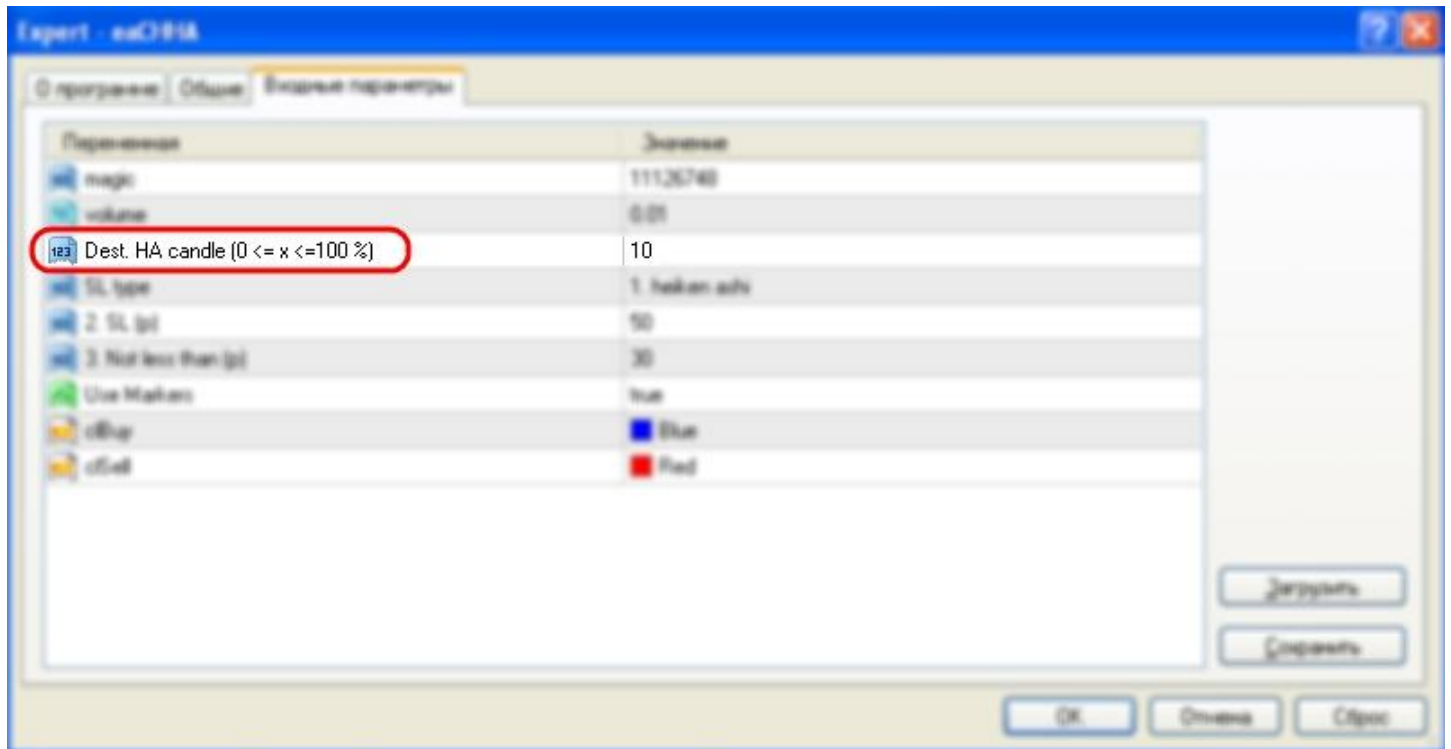 Expert - eaCHHA
О программе Общие Входные параметры
Переменная Значение
magic 11126748
volume 0.01
123 Dest. HA candle (0 <= x <=100 %) 10
SL type 1. heiken ashi
2. SL (p) 50
3. Not less than (p) 30
Use Markers true
clBuy Blue
clSell Red
Загрузить
Сохранить
OK Отмена Сброс